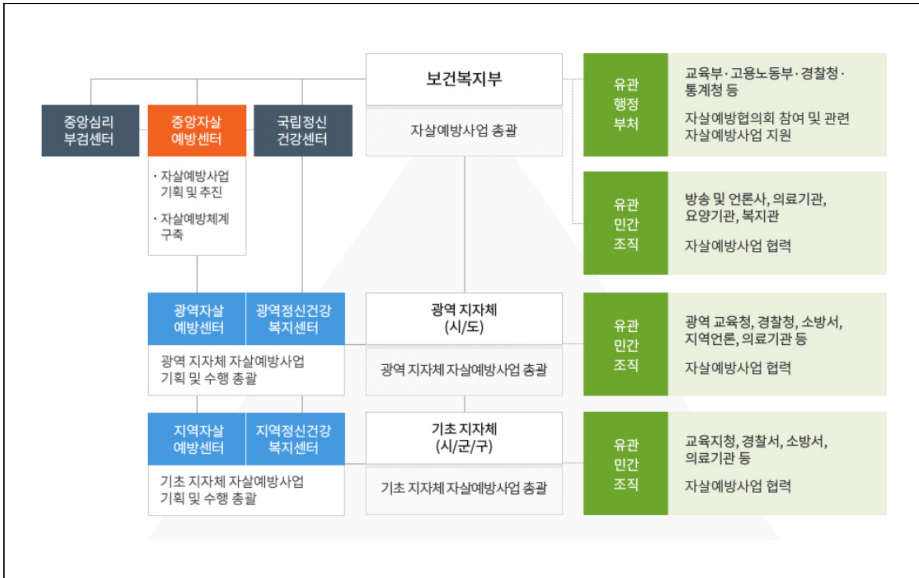 보건복지부
자살예방사업 총괄
중앙심리
부검센터
중앙자살
예방센터
국립정신
건강센터
· 자살예방사업
기획 및 추진
· 자살예방체계
구축
유관
행정
부처
교육부·고용노동부·경찰청·
통계청 등
자살예방협의회 참여 및 관련
자살예방사업 지원
유관
민간
조직
방송 및 언론사, 의료기관,
요양기관, 복지관
자살예방사업 협력
광역자살
예방센터
광역정신건강
복지센터
광역 지자체 자살예방사업
기획 및 수행 총괄
광역 지자체
(시/도)
광역 지자체 자살예방사업 총괄
유관
민간
조직
광역 교육청, 경찰청, 소방서,
지역언론, 의료기관 등
자살예방사업 협력
지역자살
예방센터
지역정신건강
복지센터
기초 지자체 자살예방사업
기획 및 수행 총괄
기초 지자체
(시/군/구)
기초 지자체 자살예방사업 총괄
유관
민간
조직
교육지청, 경찰서, 소방서,
의료기관 등
자살예방사업 협력